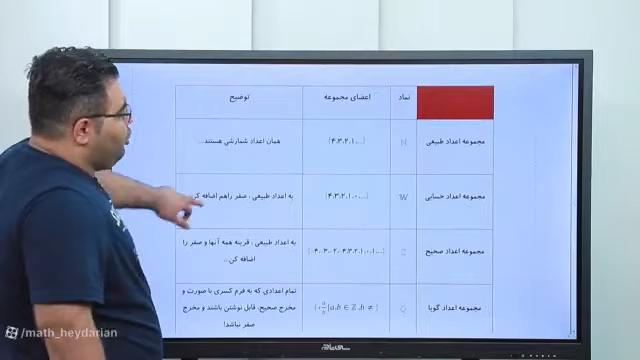 نماد
اعضای مجموعه
توضیح
مجموعه اعداد طبیعی
ℕ
{۴،۳،۲،۱،...}
همان اعداد شمارشی هستند...
مجموعه اعداد حسابی
W
{۴،۳،۲،۱،۰،...}
به اعداد طبیعی ، صفر راهم اضافه کن
مجموعه اعداد صحیح
ℤ
به اعداد طبیعی ، قرینه همه آنها و صفر را
اضافه کن...
مجموعه اعداد گویا
ℚ
تمام اعدادی که به فرم کسری با صورت و
مخرج صحیح، قابل نوشتن باشند و مخرج
صفر نباشد!
/math_heydarian